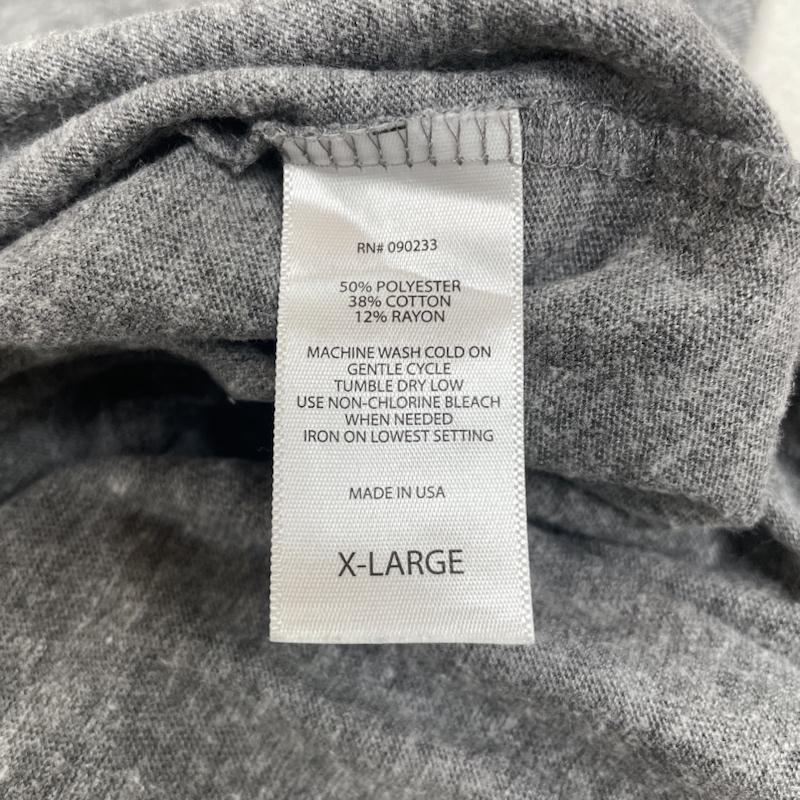 RN# 090233
50% POLYESTER
38% COTTON
12% RAYON
MACHINE WASH COLD ON
GENTLE CYCLE
TUMBLE DRY LOW
USE NON-CHLORINE BLEACH
WHEN NEEDED
IRON ON LOWEST SETTING
MADE IN USA
X-LARGE